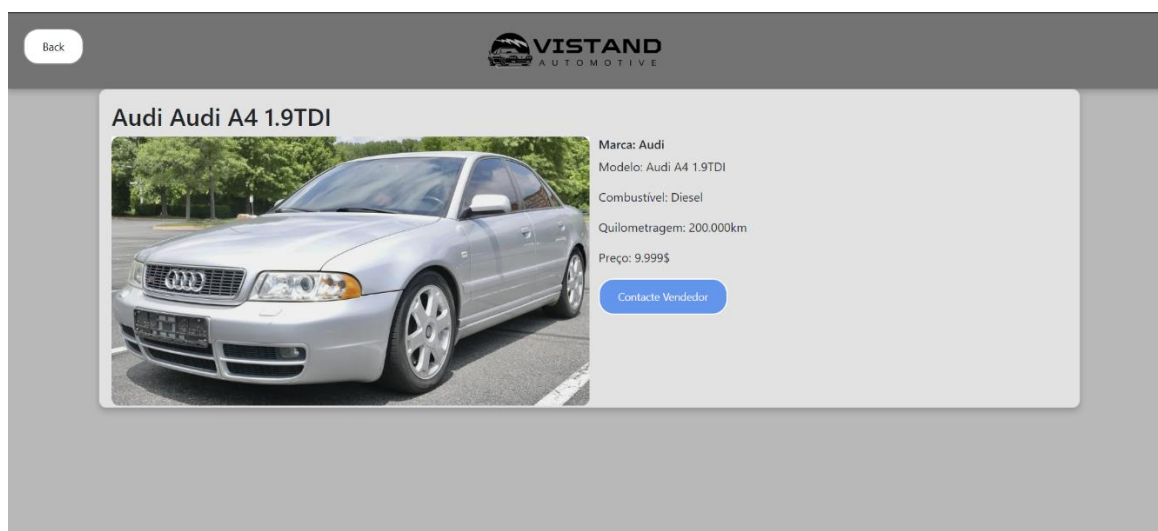 Back
VISTAND
AUTOMOTIVE
Audi Audi A4 1.9TDI
Marca: Audi
Modelo: Audi A4 1.9TDI
Combustível: Diesel
Quilometragem: 200.000km
Preço: 9.999$
Contacte Vendedor